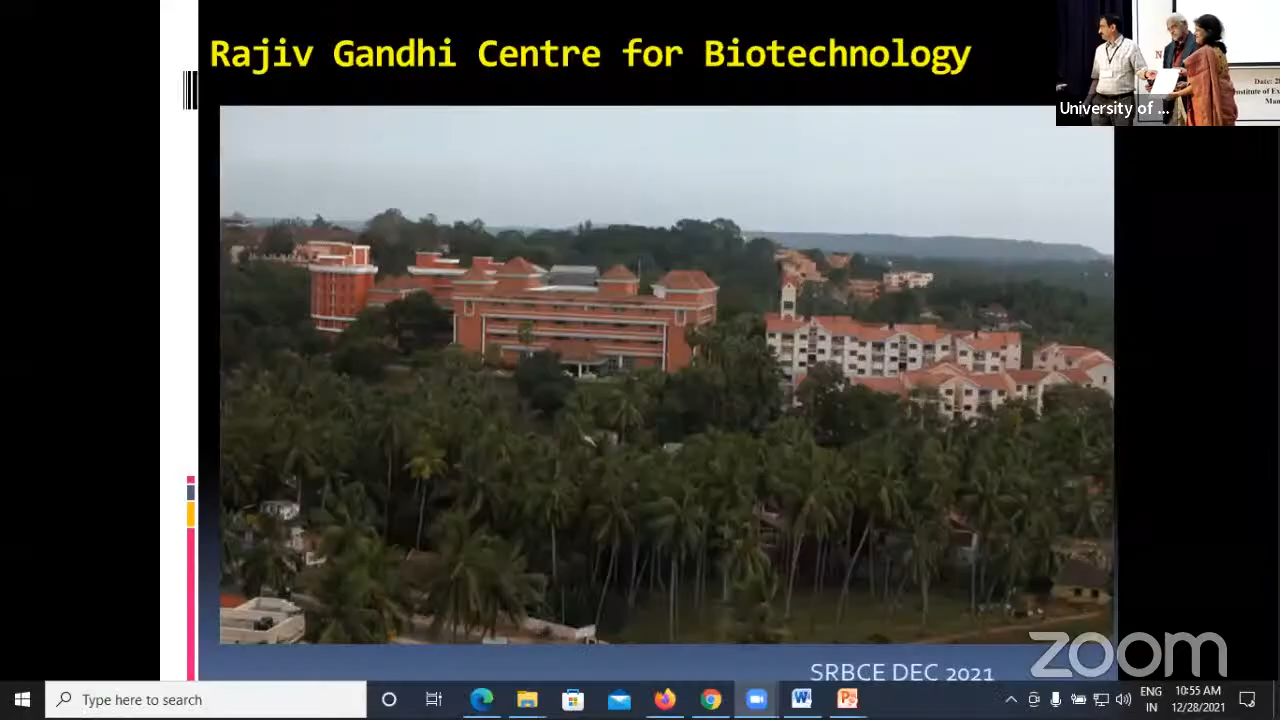 Rajiv Gandhi Centre for Biotechnology
University of ...
SRBCE DEC 2021
zoom
Type here to search
ENG
IN
10:55 AM
12/28/2021